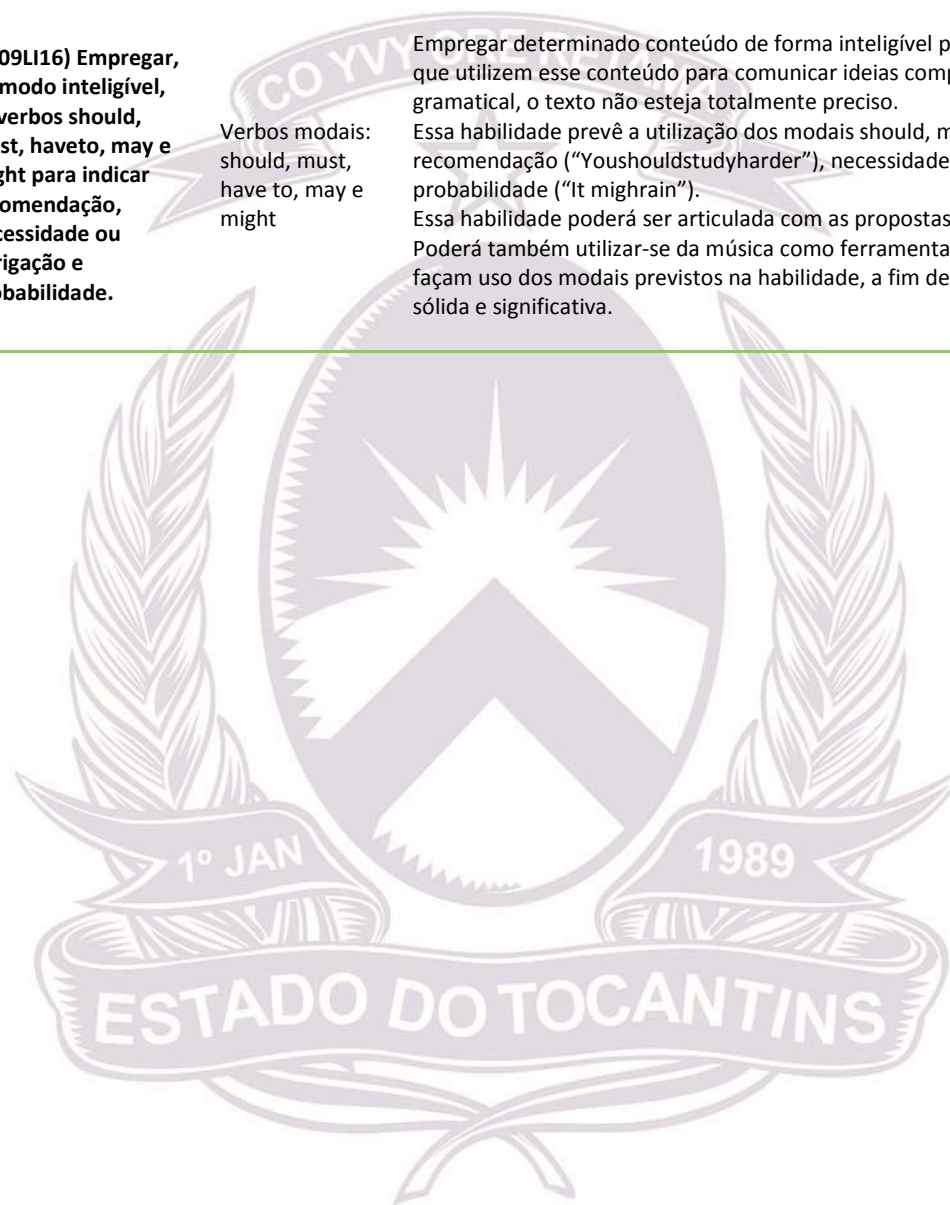 09LI16) Empregar,
modo inteligível,
verbos should,
st, haveto, may e
ght para indicar
comendação,
cessidade ou
rigação e
babilidade.
Verbos modais:
should, must,
have to, may e
might
Empregar determinado conteúdo de forma inteligível p
que utilizem esse conteúdo para comunicar ideias comp
gramatical, o texto não esteja totalmente preciso.
Essa habilidade prevê a utilização dos modais should, m
recomendação (“Youshouldstudyharder”), necessidade
probabilidade (“It mighrain”).
Essa habilidade poderá ser articulada com as propostas
Poderá também utilizar-se da música como ferramenta
façam uso dos modais previstos na habilidade, a fim de
sólida e significativa.
CO YVY ORE RETAMA
1º JAN
1989
ESTADO DO TOCANTINS